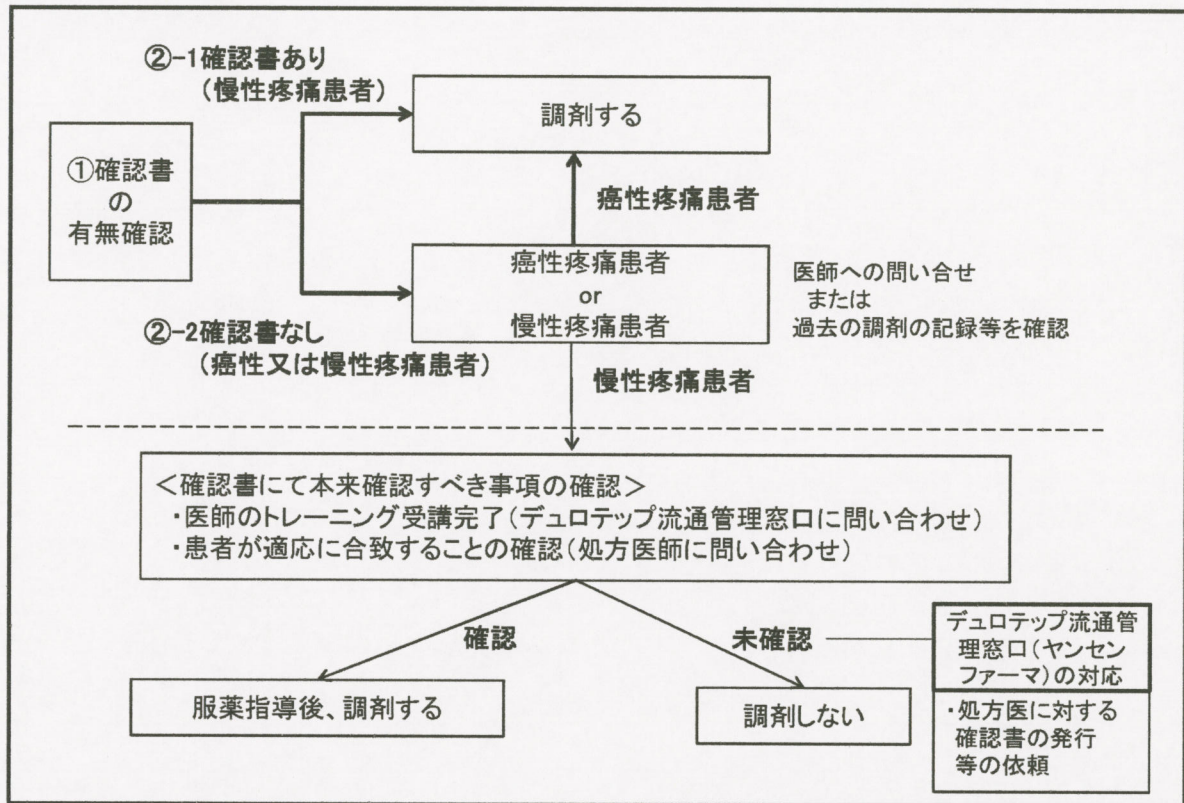 ②-1確認書あり
(慢性疼痛患者)
調剤する
①確認書
の
有無確認
癌性疼痛患者
癌性疼痛患者
or
慢性疼痛患者
医師への問い合せ
または
過去の調剤の記録等を確認
②-2確認書なし
(癌性又は慢性疼痛患者)
慢性疼痛患者
<確認書にて本来確認すべき事項の確認>
・医師のトレーニング受講完了(デュロテップ流通管理窓口に問い合わせ)
・患者が適応に合致することの確認(処方医師に問い合わせ)
確認
未確認
デュロテップ流通管
理窓口(ヤンセン
ファーマ)の対応
服薬指導後、調剤する
調剤しない
・処方医に対する
確認書の発行
等の依頼